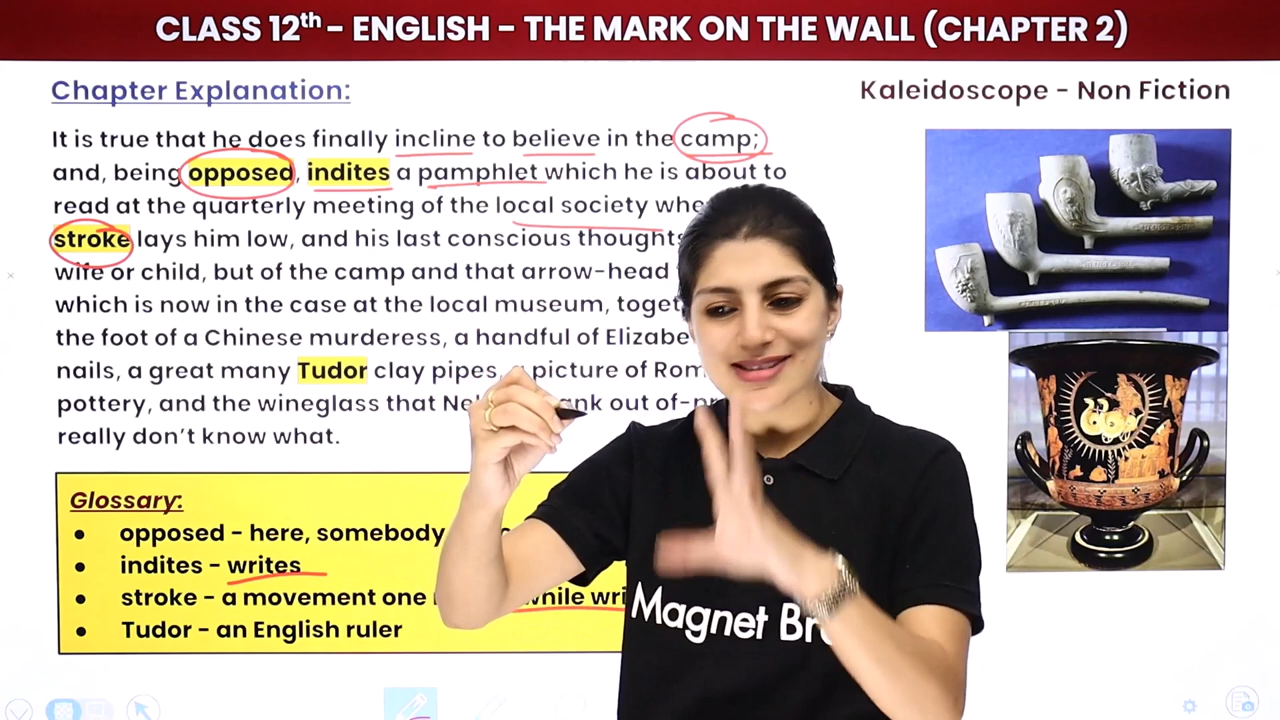 CLASS 12th – ENGLISH – THE MARK ON THE WALL (CHAPTER 2)
Chapter Explanation:
Kaleidoscope – Non Fiction
It is true that he does finally incline to believe in the camp;
and, being opposed, indites a pamphlet which he is about to
read at the quarterly meeting of the local society
stroke lays him low, and his last conscious thoughts
wife or child, but of the camp and that arrow-head
which is now in the case at the local museum,
the foot of a Chinese murderess, a handful of
nails, a great many Tudor clay pipes, picture of
pottery, and the wineglass that out
really don't know what.
Glossary:
● opposed – here, somebody
● indites – writes
● stroke – a movement one while
● Tudor – an English ruler
Magnet